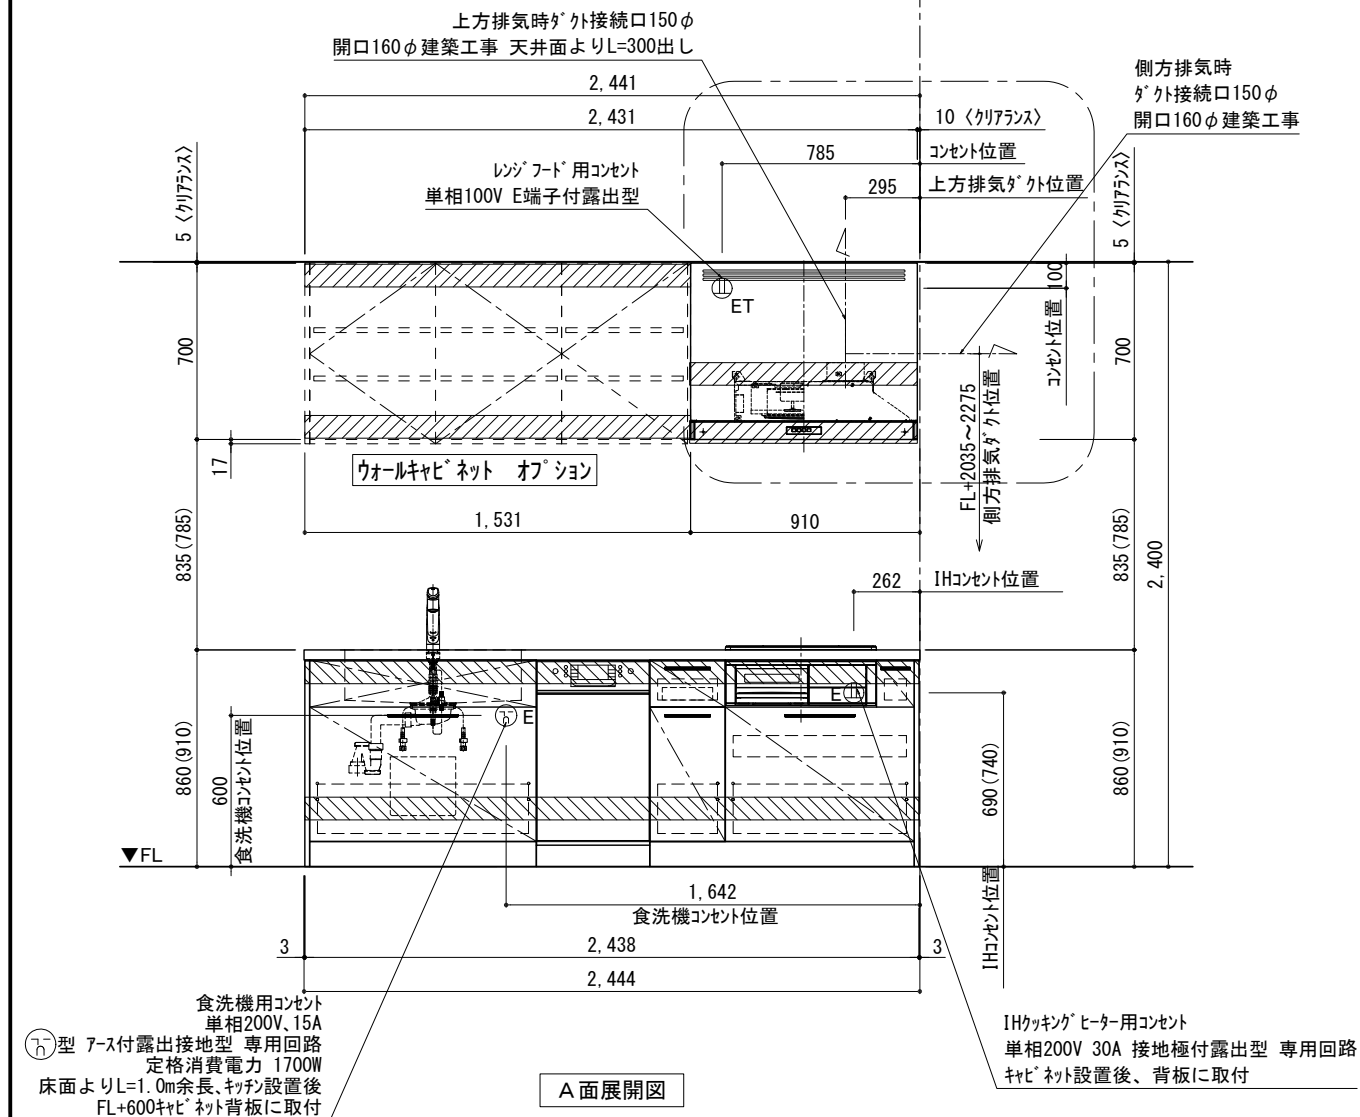 上方排気時ダクト接続口150φ
開口160φ建築工事 天井面よりL=300出し
側方排気時
ダクト接続口150φ
開口160φ建築工事
2,441
2,431
10 〈クリアランス〉
785
コンセント位置
295
上方排気ダクト位置
レンジフード用コンセント
単相100V E端子付露出型
5 〈クリアランス〉
5 〈クリアランス〉
ET
100
コンセント位置
700
700
FL+2035~2275
側方排気ダクト位置
17
ウォールキャビネット オプション
1,531
910
835(785)
835(785)
2,400
262
IHコンセント位置
E
E
860(910)
600
食洗機コンセント位置
690(740)
860(910)
IHコンセント位置
▼FL
1,642
食洗機コンセント位置
3
2,438
3
2,444
食洗機用コンセント
単相200V、15A
型 アース付露出接地型 専用回路
定格消費電力 1700W
床面よりL=1.0m余長、キッチン設置後
FL+600キャビネット背板に取付
A面展開図
IHクッキングヒーター用コンセント
単相200V 30A 接地極付露出型 専用回路
キャビネット設置後、背板に取付